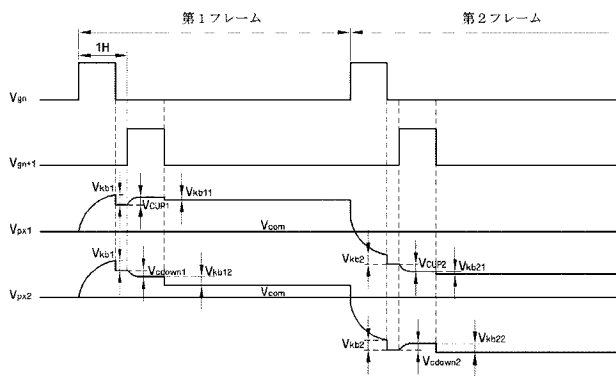 第1フレーム
第2フレーム
1H
Vgn
Vgn+1
Vkb1
VCUP1
Vkb11
Vpx1
Vcom
Vkb2
VCUP2
Vkb21
Vkb1
Vcdown1
Vkb12
Vpx2
Vcom
Vkb2
Vcdown2
Vkb22